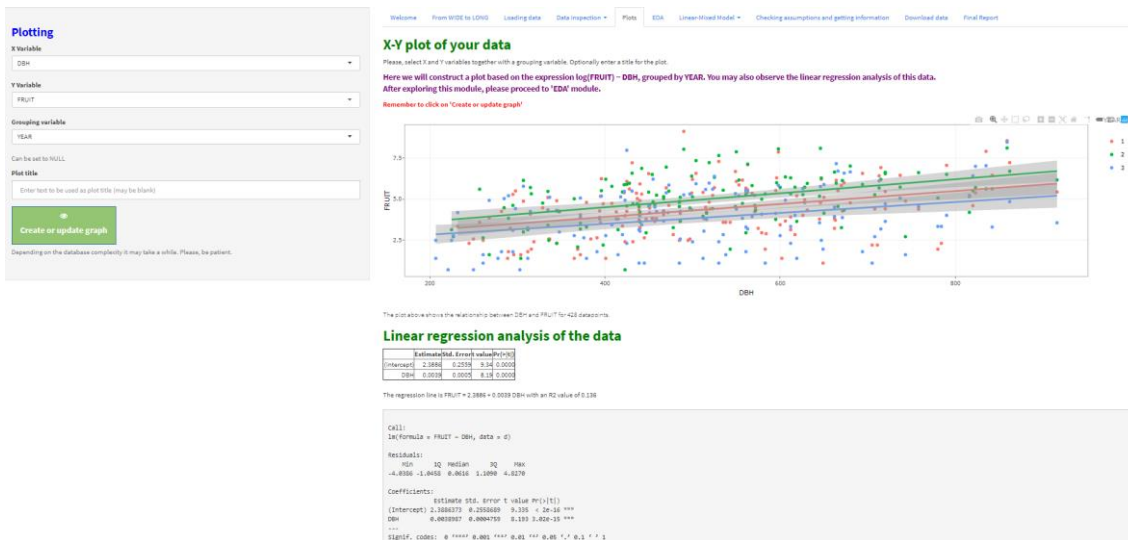 Plotting
X Variable
DBH
Y Variable
FRUIT
Grouping variable
YEAR
Can be set to NULL
Plot title
Enter text to be used as plot title (may be blank)
Create or update graph
Depending on the database complexity it may take a while. Please, be patient.
Welcome From WIDE to LONG Loading data Data inspection Plots EDA Linear-Mixed Model Checking assumptions and getting information Download data Final Report
X-Y plot of your data
Please, select X and Y variables together with a grouping variable. Optionally enter a title for the plot.
Here we will construct a plot based on the expression log(FRUIT) ~ DBH, grouped by YEAR. You may also observe the linear regression analysis of this data.
After exploring this module, please proceed to 'EDA' module.
Remember to click on 'Create or update graph'
1
2
3
7.5
5.0
2.5
FRUIT
200 400 600 800
DBH
The plot above shows the relationship between DBH and FRUIT for 428 datapoints.
Linear regression analysis of the data
Estimate Std. Error t value Pr(>|t|)
(Intercept) 2.3886 0.2559 9.34 0.0000
DBH 0.0039 0.0005 8.19 0.0000
The regression line is FRUIT = 2.3886 + 0.0039 DBH with an R2 value of 0.136
Call:
lm(formula = FRUIT ~ DBH, data = d)
Residuals:
Min 1Q Median 3Q Max
-4.0386 -1.0458 0.0616 1.1090 4.8270
Coefficients:
Estimate Std. Error t value Pr(>|t|)
(Intercept) 2.3886373 0.2558689 9.335 < 2e-16 ***
DBH 0.0038987 0.0004759 8.193 3.02e-15 ***
---
Signif. codes: 0 '***' 0.001 '**' 0.01 '*' 0.05 '.' 0.1 ' ' 1